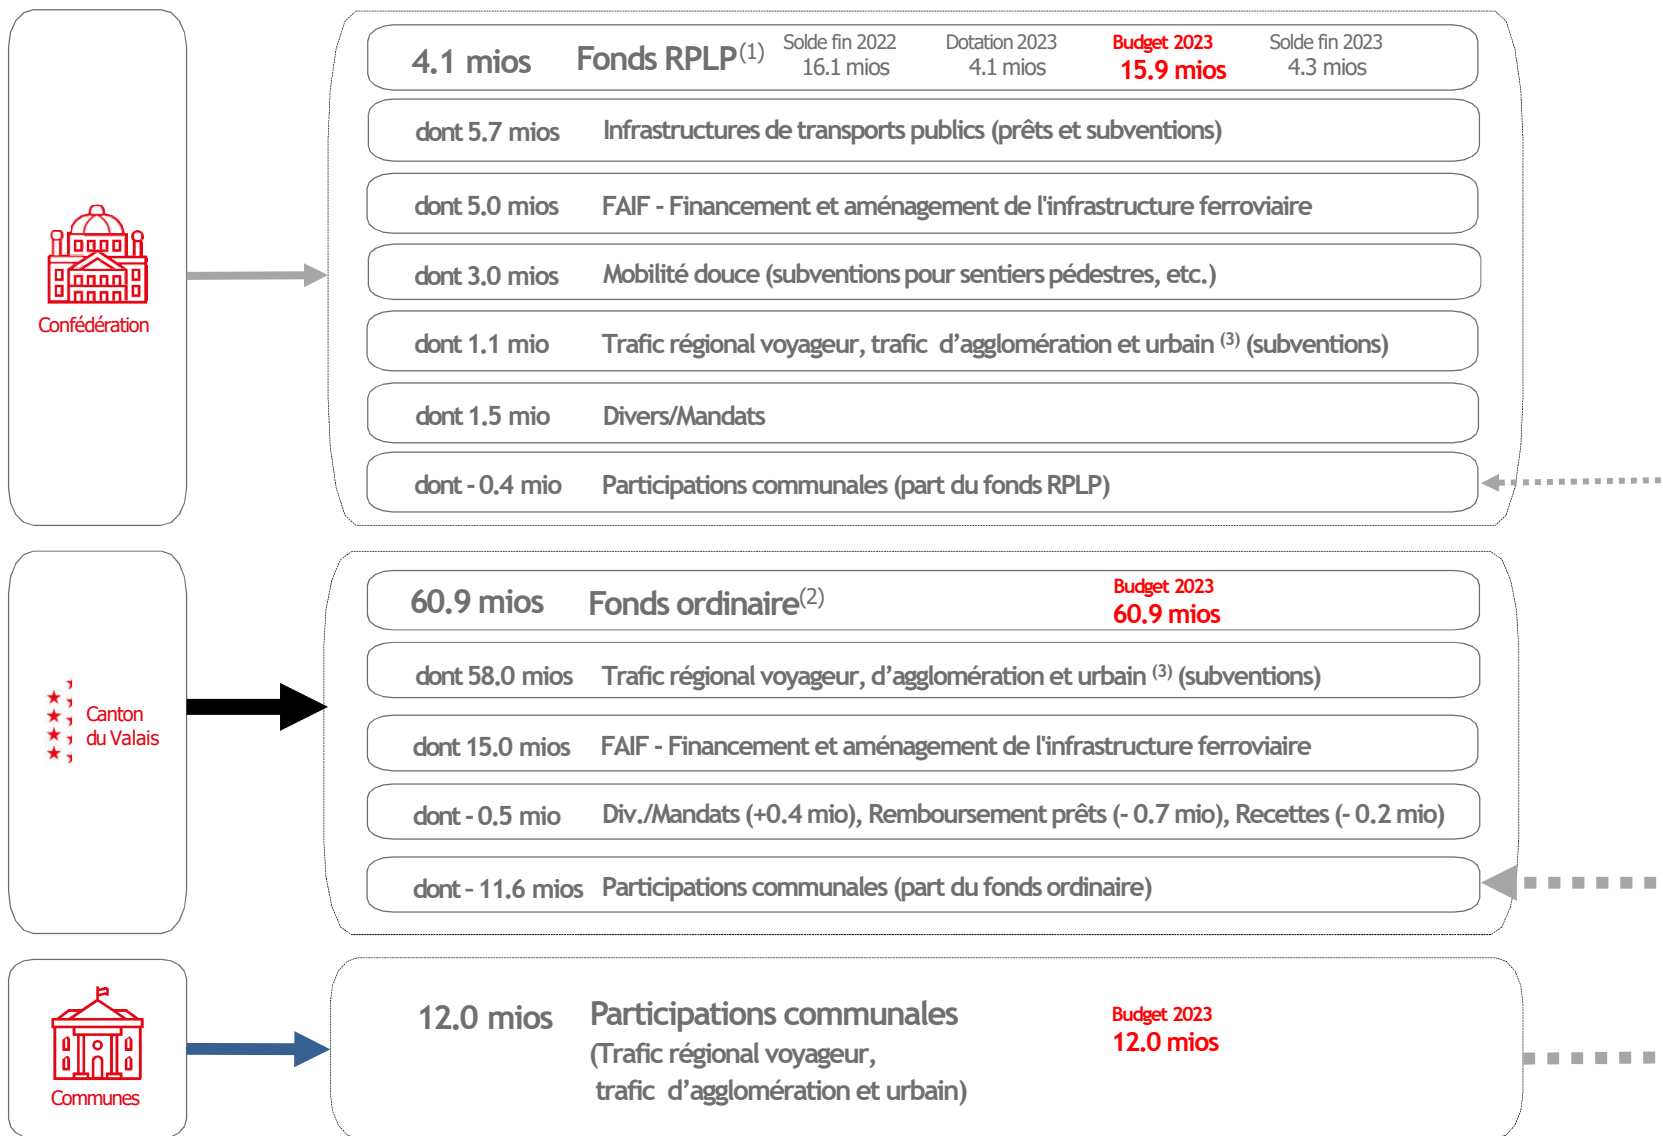 4.1 mios Fonds RPLP(1) Solde fin 2022 Dotation 2023 Budget 2023 Solde fin 2023
16.1 mios 4.1 mios 15.9 mios 4.3 mios
dont 5.7 mios Infrastructures de transports publics (prêts et subventions)
dont 5.0 mios FAIF - Financement et aménagement de l'infrastructure ferroviaire
dont 3.0 mios Mobilité douce (subventions pour sentiers pédestres, etc.)
Confédération
dont 1.1 mio Trafic régional voyageur, trafic d’agglomération et urbain (3) (subventions)
dont 1.5 mio Divers/Mandats
dont - 0.4 mio Participations communales (part du fonds RPLP)
60.9 mios Fonds ordinaire(2) Budget 2023
60.9 mios
dont 58.0 mios Trafic régional voyageur, d’agglomération et urbain (3) (subventions)
Canton
du Valais
dont 15.0 mios FAIF - Financement et aménagement de l'infrastructure ferroviaire
dont - 0.5 mio Div./Mandats (+0.4 mio), Remboursement prêts (- 0.7 mio), Recettes (- 0.2 mio)
dont – 11.6 mios Participations communales (part du fonds ordinaire)
12.0 mios Participations communales Budget 2023
12.0 mios
(Trafic régional voyageur,
trafic d’agglomération et urbain)
Communes